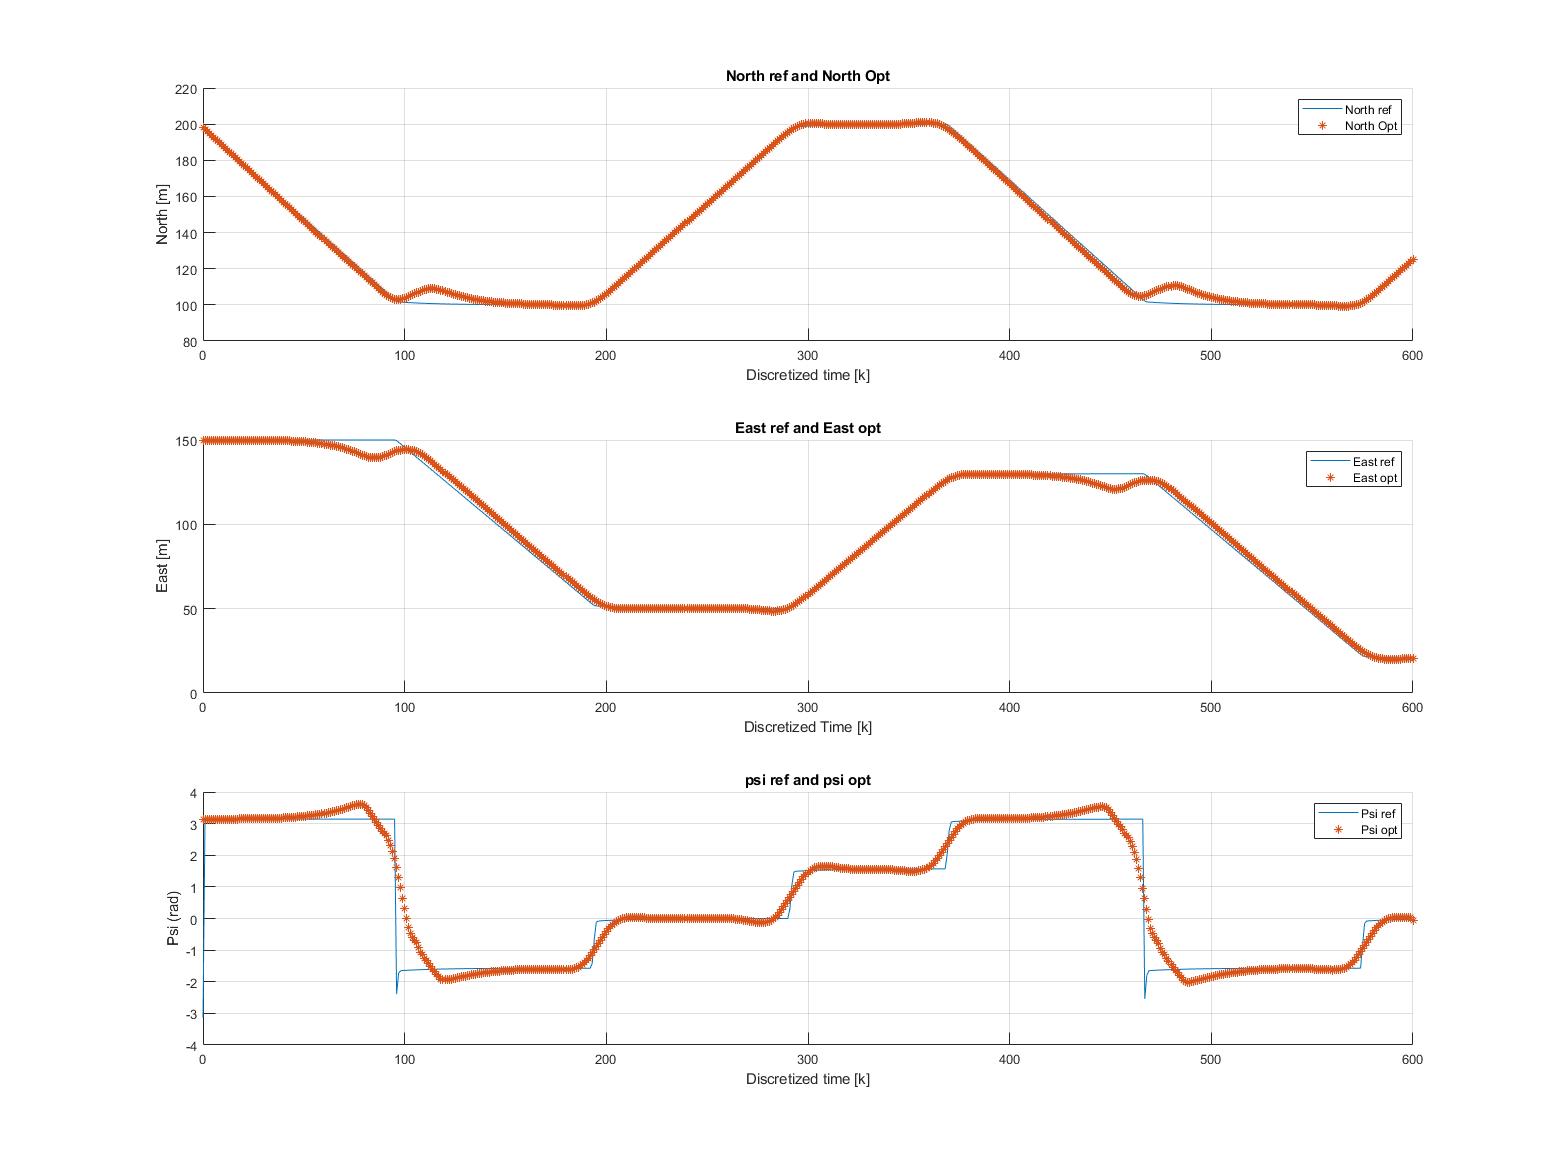 North ref and North Opt
220
200
180
160
140
120
100
80
North [m]
North ref
North Opt
0
100
200
300
400
500
600
Discretized time [k]
East ref and East opt
150
100
50
0
East [m]
East ref
East opt
0
100
200
300
400
500
600
Discretized Time [k]
psi ref and psi opt
4
3
2
1
0
-1
-2
-3
-4
Psi (rad)
Psi ref
Psi opt
0
100
200
300
400
500
600
Discretized time [k]